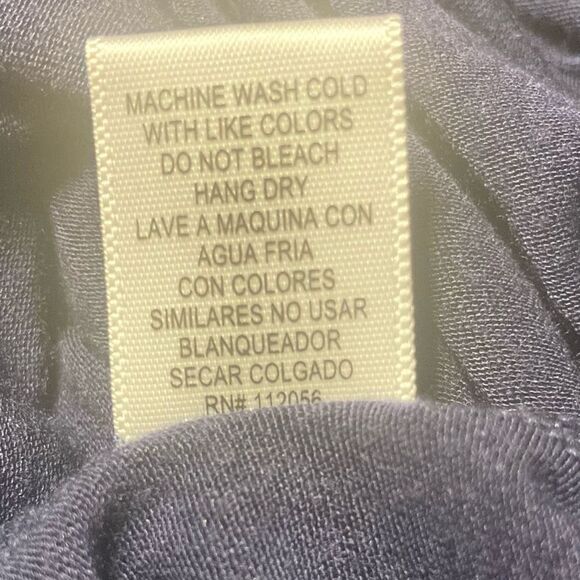 MACHINE WASH COLD
WITH LIKE COLORS
DO NOT BLEACH
HANG DRY
LAVE A MAQUINA CON
AGUA FRIA
CON COLORES
SIMILARES NO USAR
BLANQUEADOR
SECAR COLGADO
RN# 112056